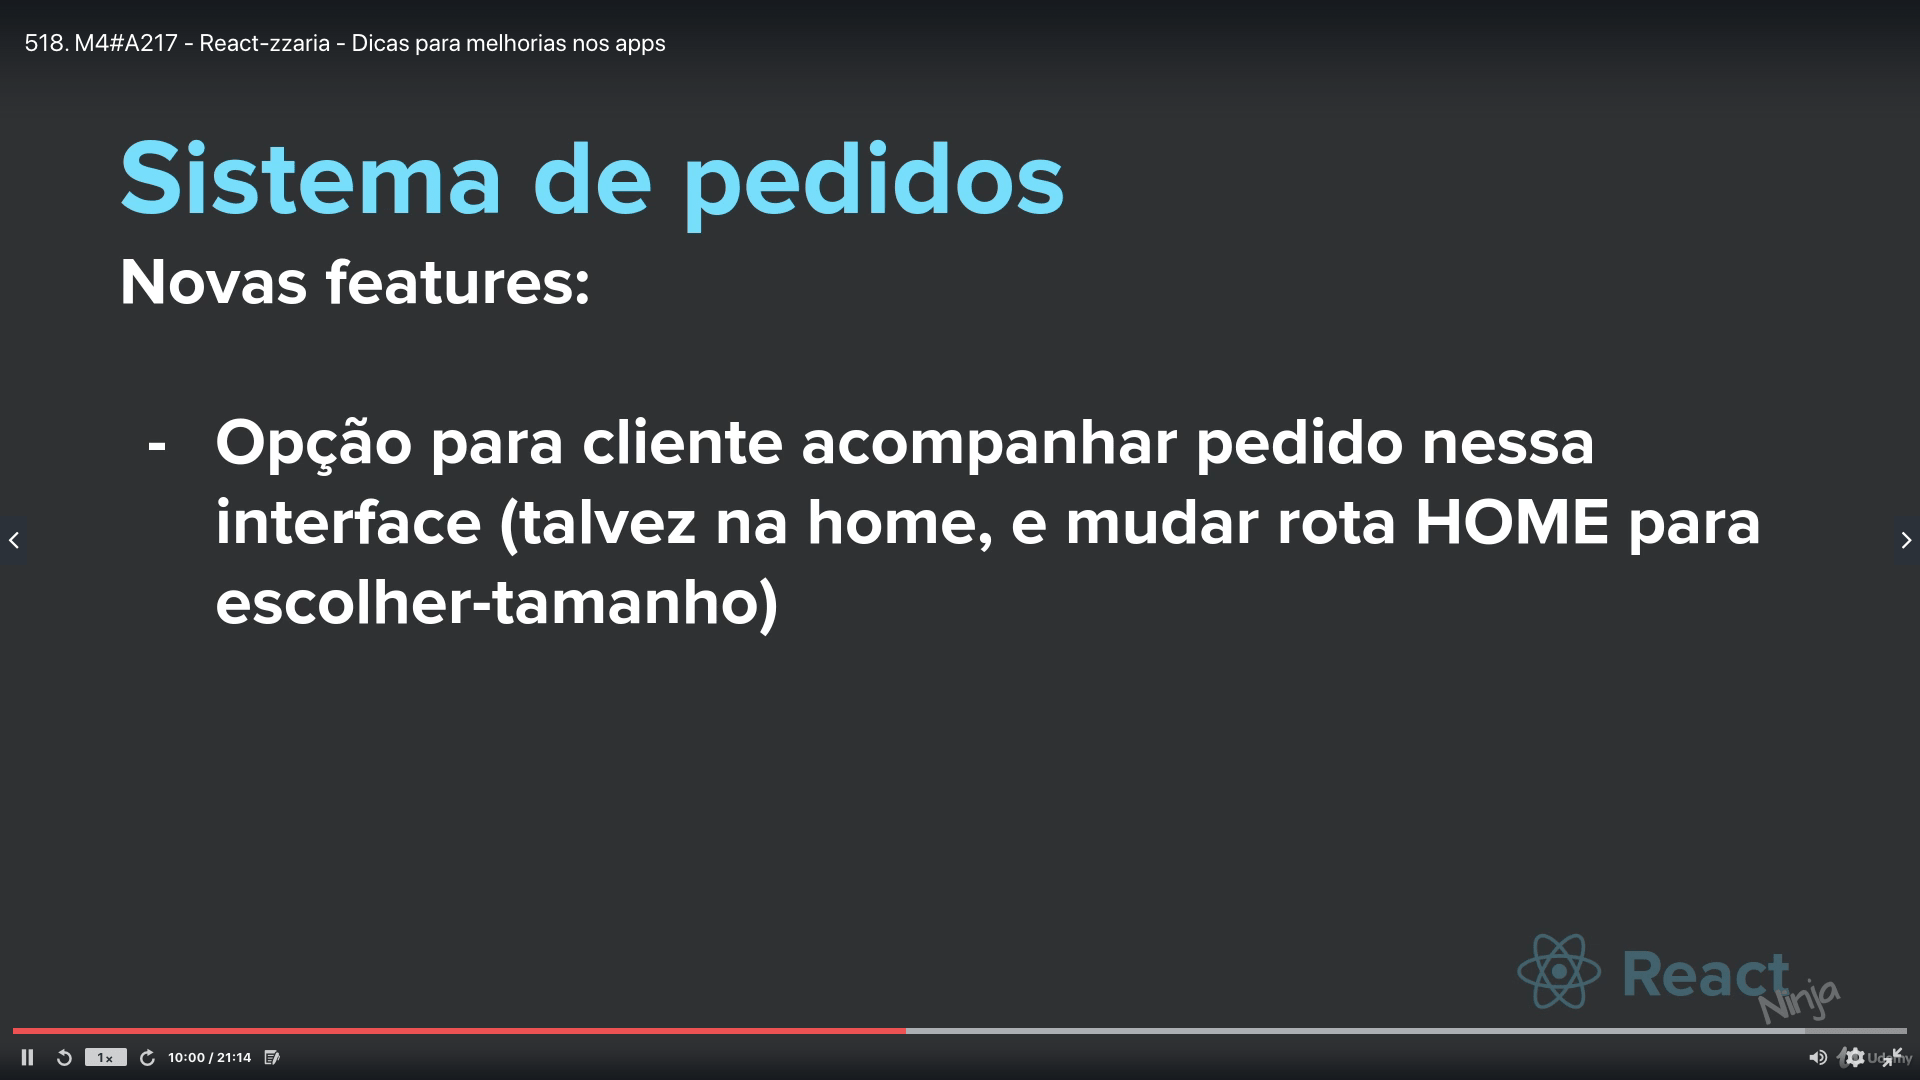 518. M4#A217 - React-zzaria - Dicas para melhorias nos apps
Sistema de pedidos
Novas features:
- Opção para cliente acompanhar pedido nessa
interface (talvez na home, e mudar rota HOME para
escolher-tamanho)
React
Ninja
1x
10:00 / 21:14
Udemy